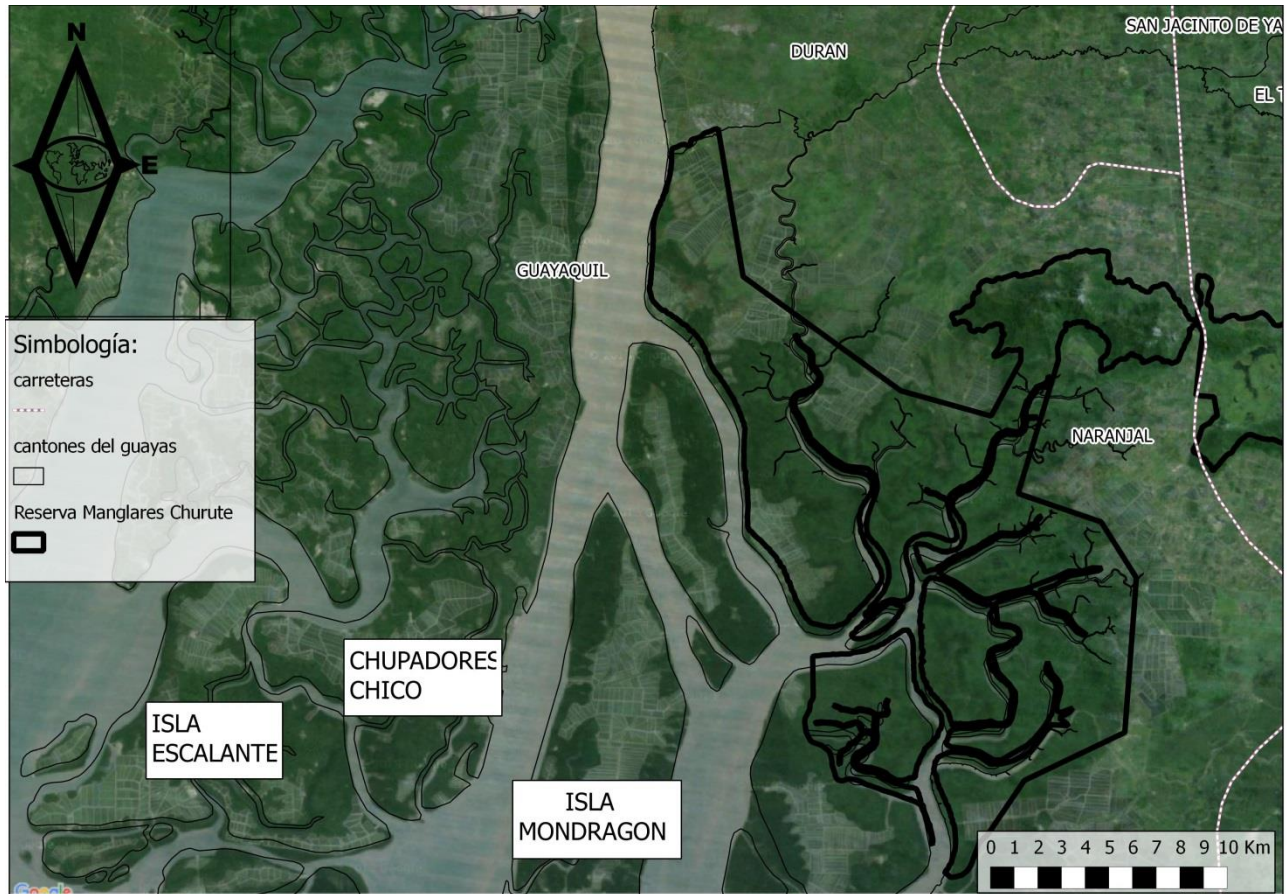 N
E
DURAN
SAN JACINTO DE YA
EL T
GUAYAQUIL
Simbología:
carreteras
cantones del guayas
Reserva Manglares Churute
NARANJAL
CHUPADORES
CHICO
ISLA
ESCALANTE
ISLA
MONDRAGON
0 1 2 3 4 5 6 7 8 9 10 Km
Google